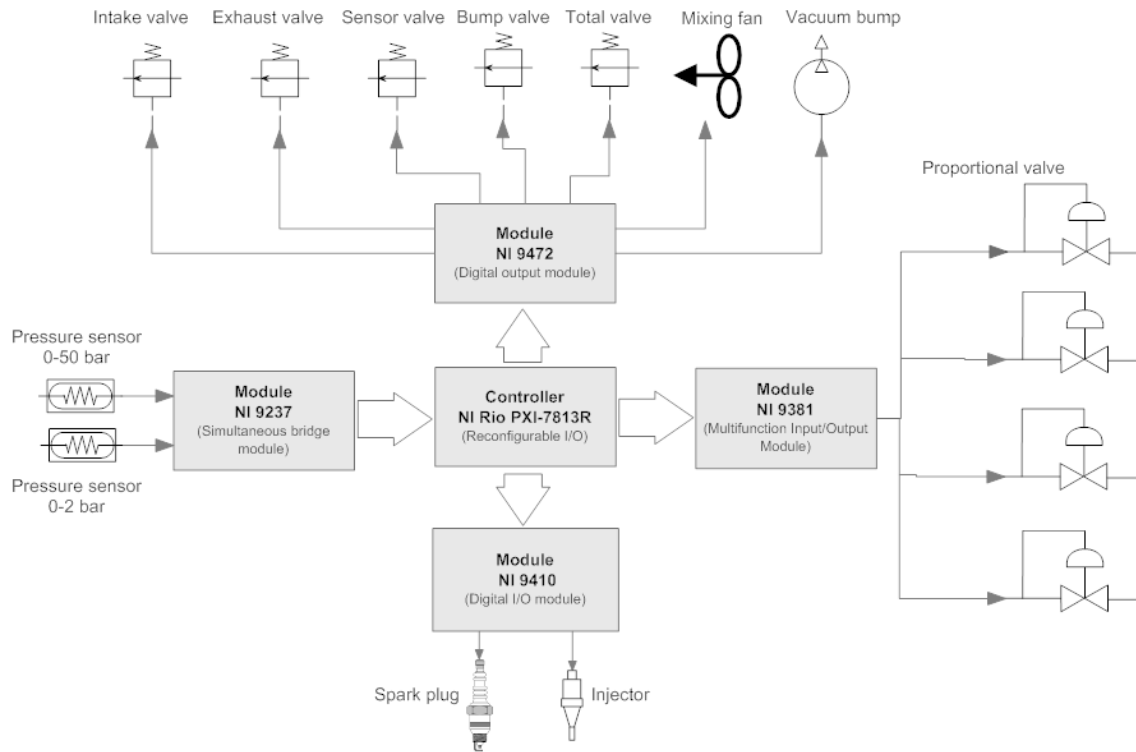 Intake valve
Exhaust valve
Sensor valve
Bump valve
Total valve
Mixing fan
Vacuum bump
Proportional valve
Module
NI 9472
(Digital output module)
Pressure sensor
0-50 bar
Module
NI 9237
(Simultaneous bridge
module)
Controller
NI Rio PXI-7813R
(Reconfigurable I/O)
Module
NI 9381
(Multifunction Input/Output
Module)
Pressure sensor
0-2 bar
Module
NI 9410
(Digital I/O module)
Spark plug
Injector